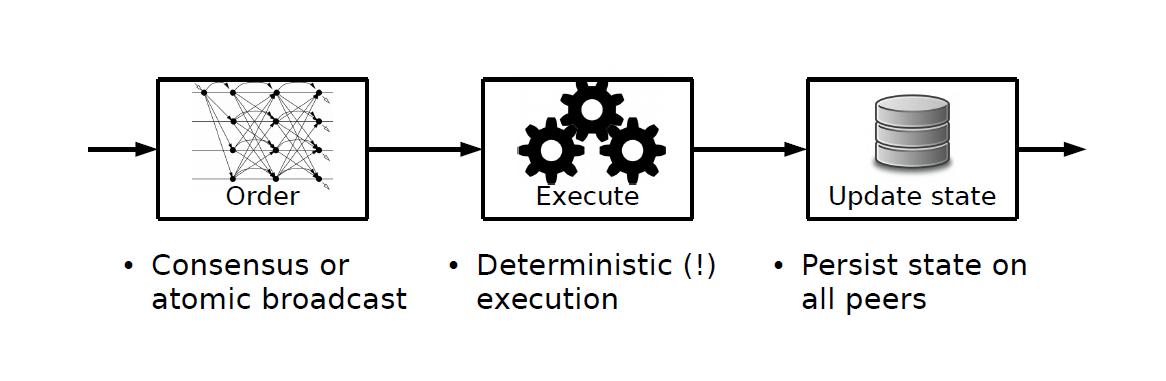 Order
Execute
Update state
• Consensus or
atomic broadcast
• Deterministic (!)
execution
• Persist state on
all peers